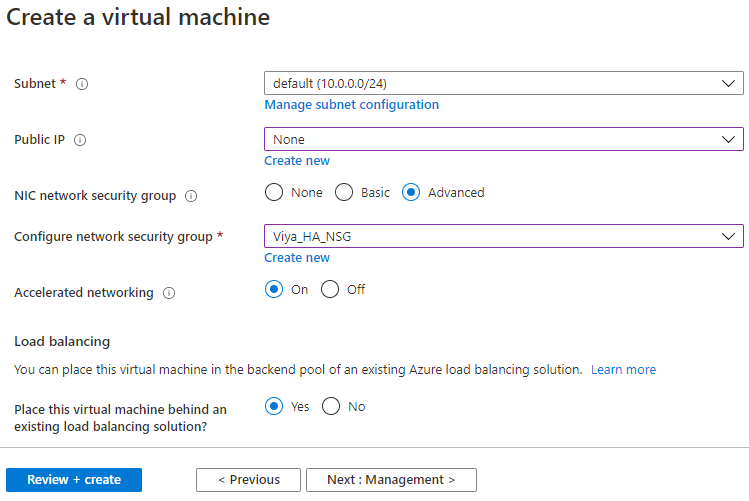 Create a virtual machine
Subnet *
default (10.0.0.0/24)
Manage subnet configuration
Public IP
None
Create new
NIC network security group
None Basic Advanced
Configure network security group *
Viya_HA_NSG
Create new
Accelerated networking
On Off
Load balancing
You can place this virtual machine in the backend pool of an existing Azure load balancing solution. Learn more
Place this virtual machine behind an
existing load balancing solution?
Yes No
Review + create
< Previous
Next : Management >